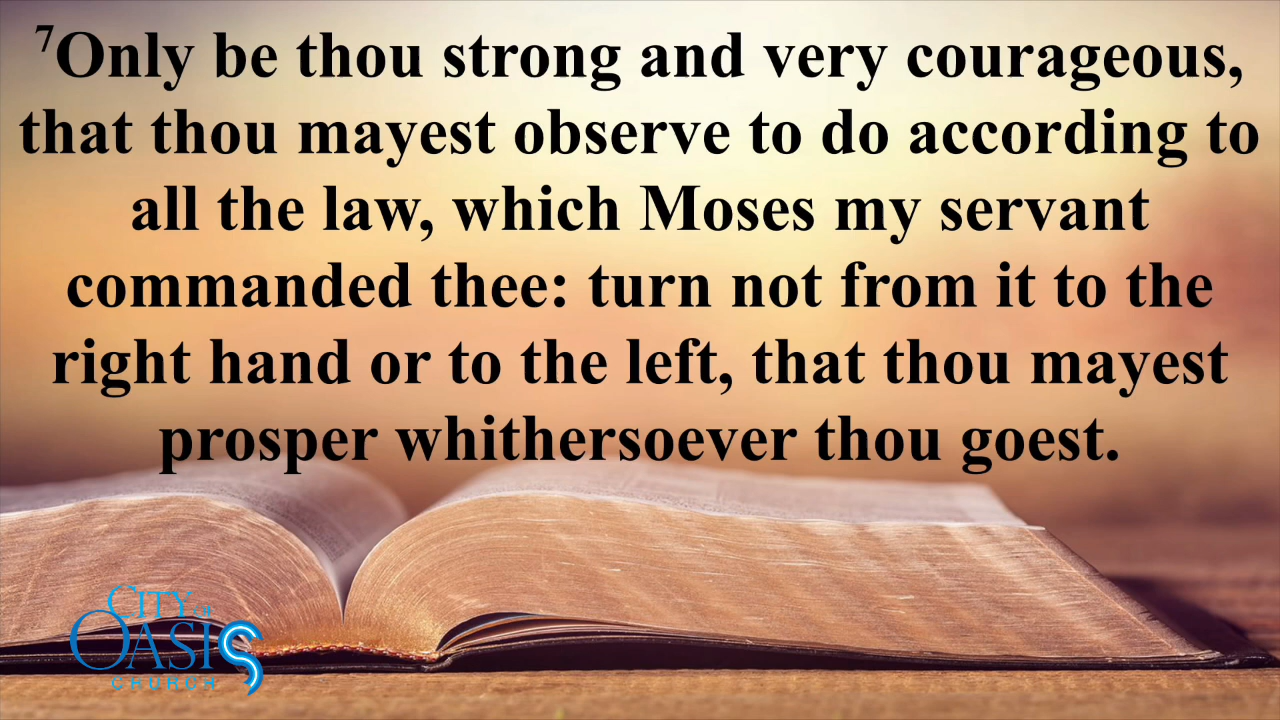 ⁷Only be thou strong and very courageous,
that thou mayest observe to do according to
all the law, which Moses my servant
commanded thee: turn not from it to the
right hand or to the left, that thou mayest
prosper whithersoever thou goest.
CITY OF
OASIS
CHURCH